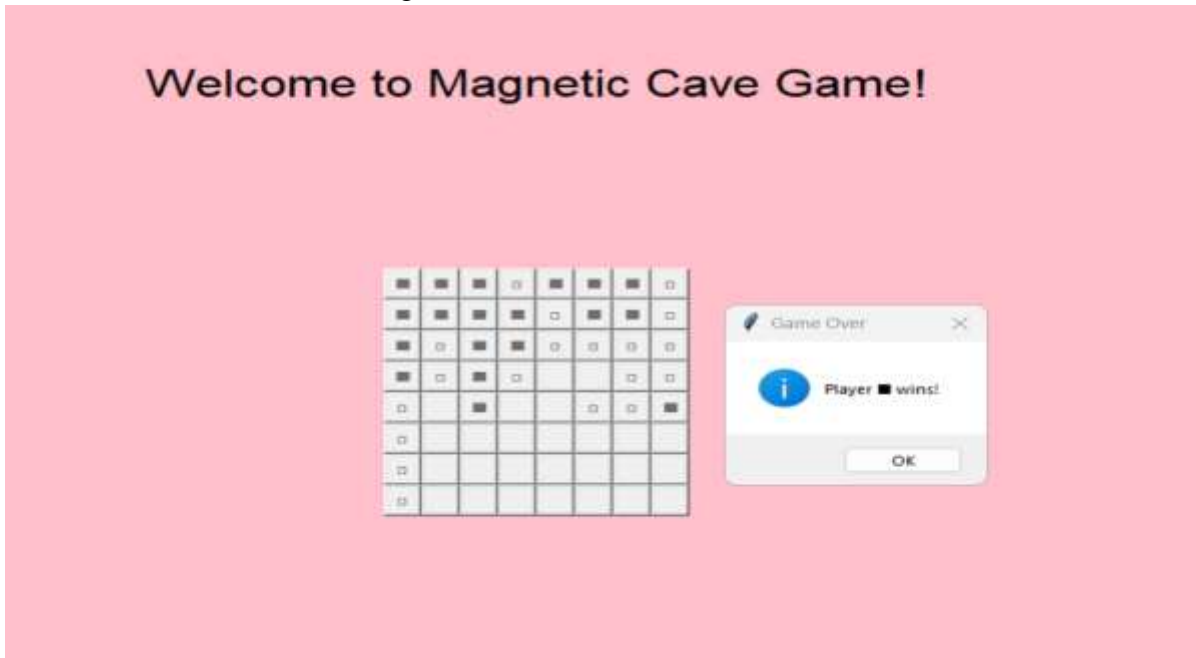 Welcome to Magnetic Cave Game!
■ ■ ■ □ ■ ■ ■ □
■ ■ ■ ■ □ ■ ■ □
■ □ ■ ■ □ □ □ □
■ □ ■ □ □ □
□ ■ □ □ ■
□
□
□
Game Over
Player ■ wins!
OK